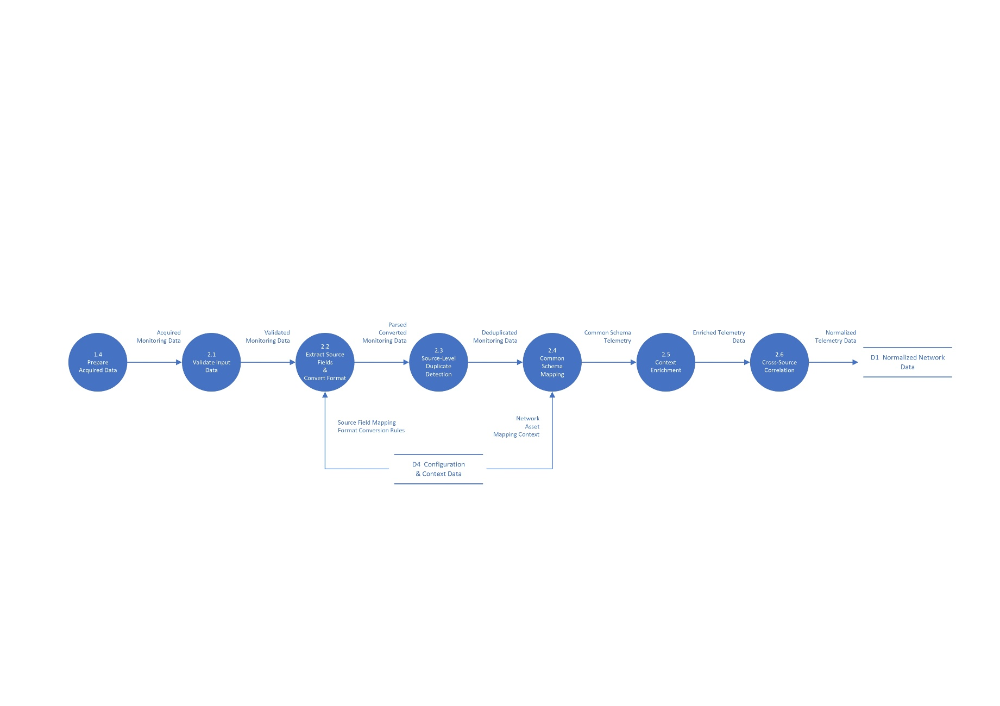 1.4
Prepare
Acquired Data
Acquired
Monitoring Data
2.1
Validate Input
Data
Validated
Monitoring Data
2.2
Extract Source
Fields
&
Convert Format
Parsed
Converted
Monitoring Data
2.3
Source-Level
Duplicate
Detection
Deduplicated
Monitoring Data
2.4
Common
Schema
Mapping
Common Schema
Telemetry
2.5
Context
Enrichment
Enriched Telemetry
Data
2.6
Cross-Source
Correlation
Normalized
Telemetry Data
D1  Normalized Network
Data
Source Field Mapping
Format Conversion Rules
Network
Asset
Mapping Context
D4  Configuration
& Context Data